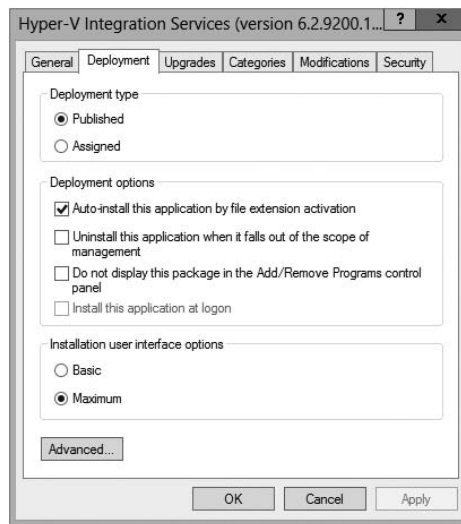 Hyper-V Integration Services (version 6.2.9200.1... ? x
General Deployment Upgrades Categories Modifications Security
Deployment type
Published
Assigned
Deployment options
Auto-install this application by file extension activation
Uninstall this application when it falls out of the scope of
management
Do not display this package in the Add/Remove Programs control
panel
Install this application at logon
Installation user interface options
Basic
Maximum
Advanced...
OK Cancel Apply